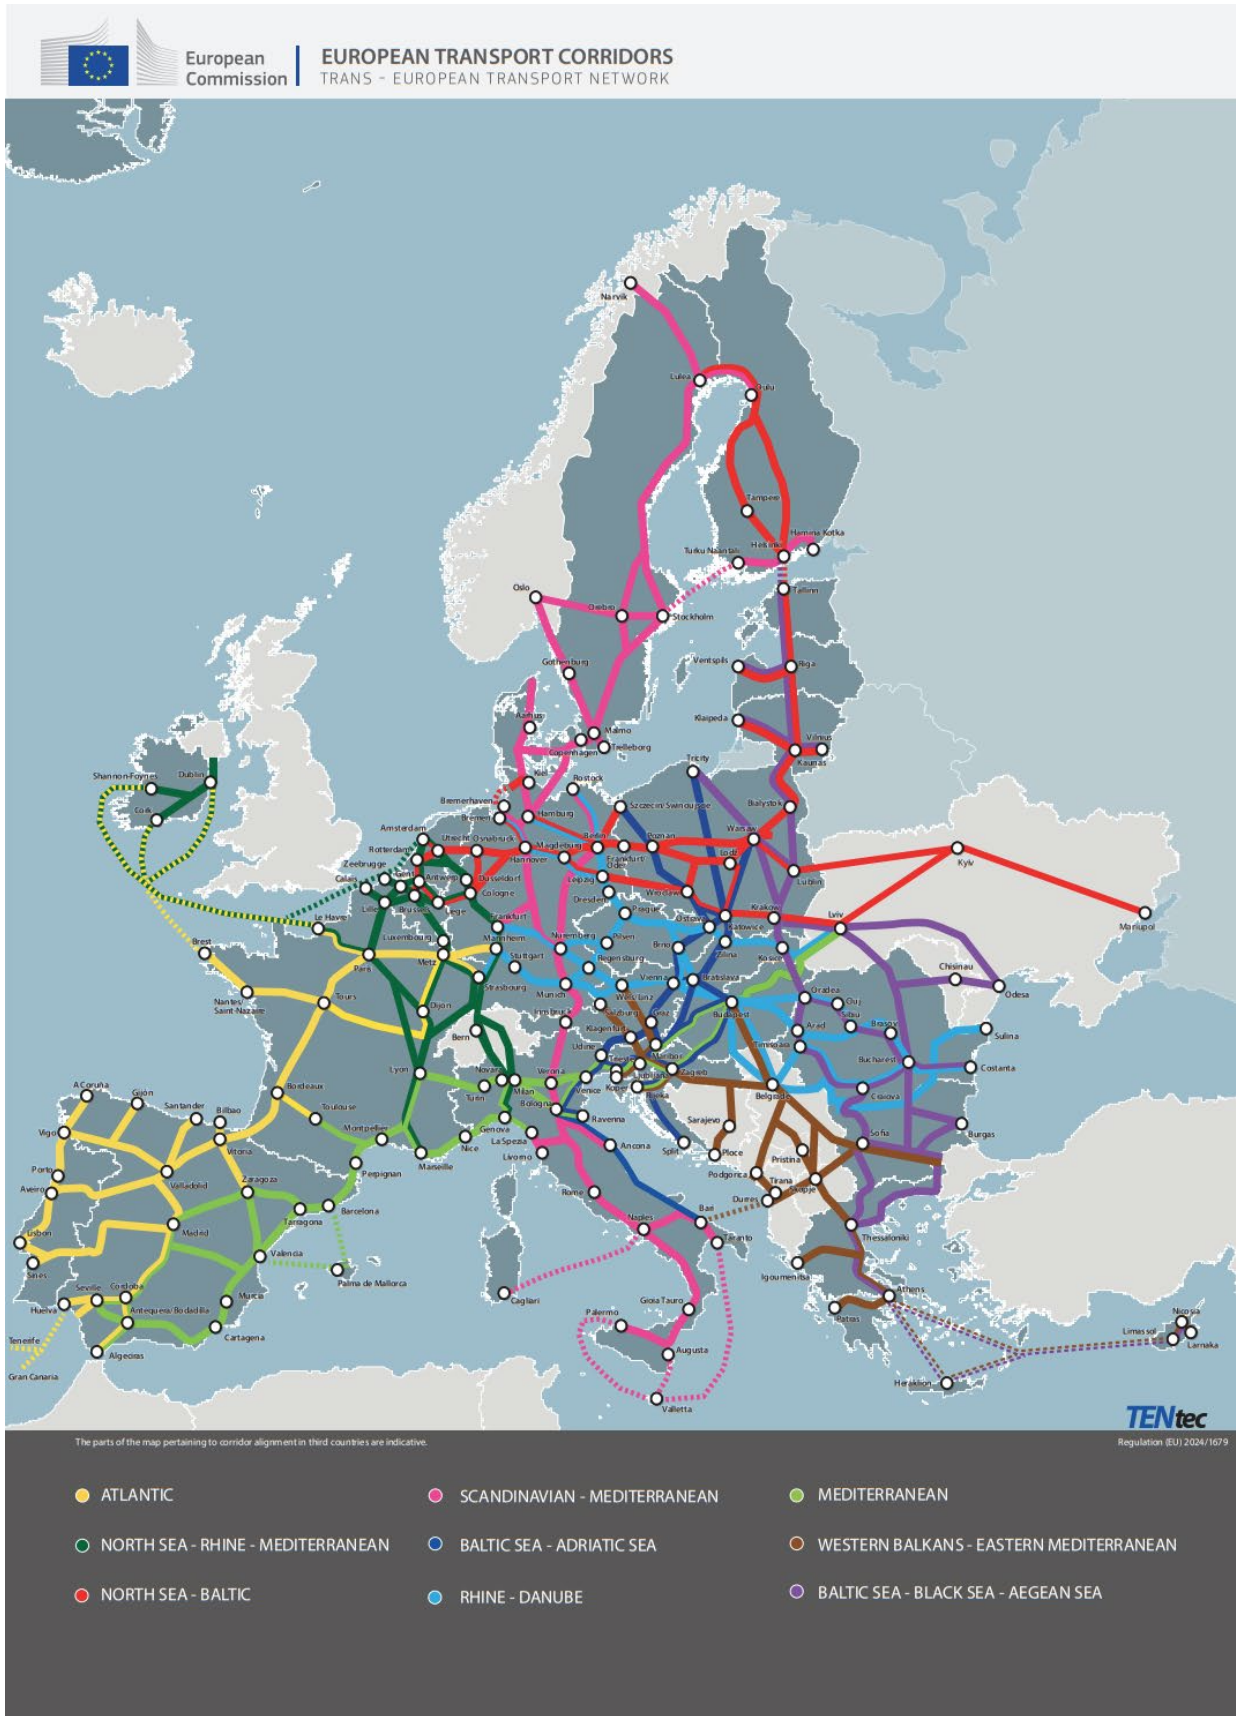 European
Commission
EUROPEAN TRANSPORT CORRIDORS
TRANS - EUROPEAN TRANSPORT NETWORK
Narvik
Lulea
Oulu
Tampere
Hamina Kotka
Helsinki
Turku Naantali
Tallinn
Oslo
Orebro
Stockholm
Gothenburg
Ventspils
Riga
Klaipeda
Vilnius
Kaunas
Aarhus
Malmo
Copenhagen
Trelleborg
Tricity
Shannon-Foynes
Dublin
Cork
Kiel
Rostock
Bremerhaven
Bremen
Hamburg
Szczecin/Swinoujscie
Bialystok
Amsterdam
Utrecht
Osnabruck
Magdeburg
Berlin
Poznan
Warsaw
Rotterdam
Hannover
Frankfurt
Oder
Lodz
Kyiv
Zeebrugge
Gent
Antwerp
Dusseldorf
Leipzig
Lublin
Calais
Cologne
Dresden
Wroclaw
Lille
Brussels
Liege
Le Havre
Frankfurt
Prague
Ostrava
Krakow
Katowice
Lviv
Mariupol
Luxembourg
Mannheim
Nuremberg
Pilsen
Brno
Zilina
Kosice
Brest
Paris
Metz
Stuttgart
Regensburg
Chisinau
Strasbourg
Munich
Wels/Linz
Vienna
Bratislava
Odesa
Nantes/
Saint-Nazaire
Tours
Dijon
Salzburg
Graz
Budapest
Oradea
Cluj
Bern
Innsbruck
Klagenfurt
Arad
Sibiu
Brasov
Sulina
Udine
Maribor
Timisoara
Lyon
Novara
Verona
Trieste
Ljubljana
Zagreb
Bucharest
Costanta
A Coruña
Gijón
Santander
Bilbao
Bordeaux
Turin
Milan
Venice
Koper
Rijeka
Belgrade
Craiova
Toulouse
Bologna
Ravenna
Sarajevo
Vigo
Vitoria
Montpellier
Genova
La Spezia
Nice
Livorno
Ancona
Split
Ploce
Sofia
Burgas
Porto
Valladolid
Zaragoza
Perpignan
Marseille
Pristina
Podgorica
Aveiro
Tirana
Skopje
Rome
Durres
Barcelona
Tarragona
Bari
Naples
Lisbon
Madrid
Taranto
Thessaloniki
Valencia
Sines
Palma de Mallorca
Igoumenitsa
Seville
Cordoba
Cagliari
Athens
Huelva
Murcia
Gioia Tauro
Antequera/Bobadilla
Palermo
Patras
Nicosia
Cartagena
Limassol
Larnaka
Tenerife
Algeciras
Augusta
Gran Canaria
Heraklion
Valletta
TENtec
The parts of the map pertaining to corridor alignment in third countries are indicative.
Regulation (EU) 2024/1679
ATLANTIC
SCANDINAVIAN - MEDITERRANEAN
MEDITERRANEAN
NORTH SEA - RHINE - MEDITERRANEAN
BALTIC SEA - ADRIATIC SEA
WESTERN BALKANS - EASTERN MEDITERRANEAN
NORTH SEA - BALTIC
RHINE - DANUBE
BALTIC SEA - BLACK SEA - AEGEAN SEA